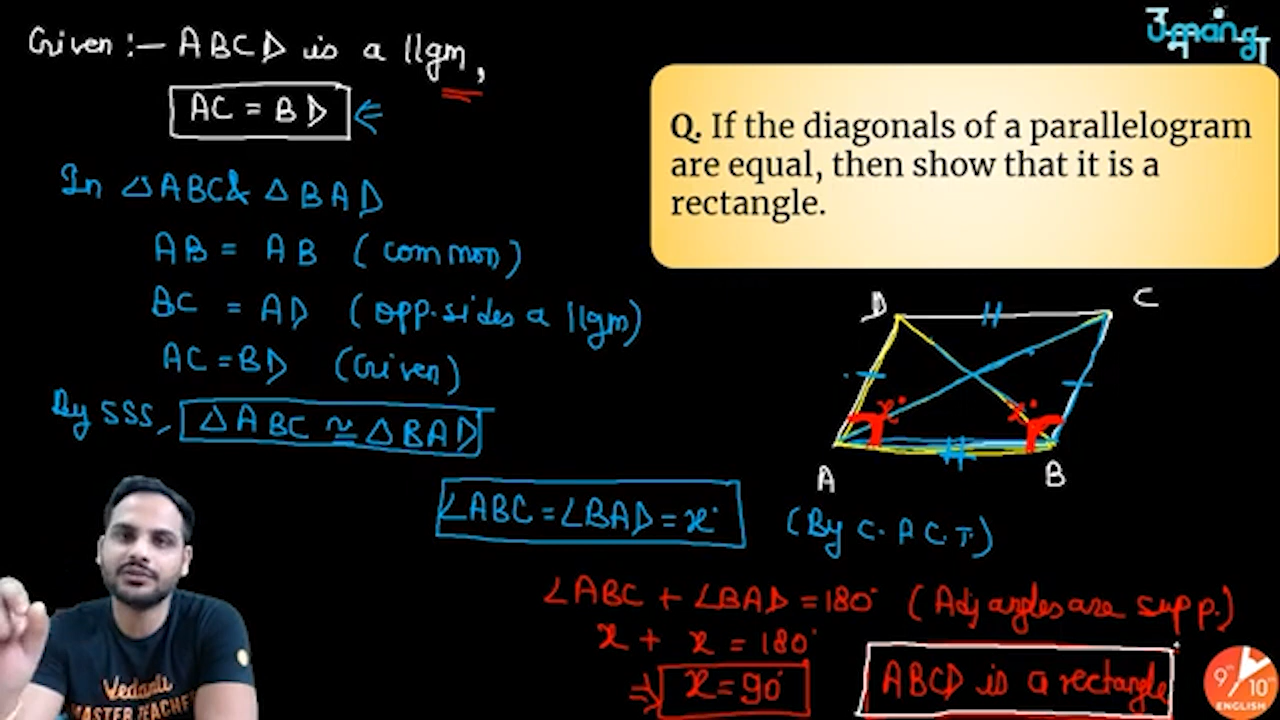 Given :- ABCD is a llgm,
AC = BD
In △ABC & △BAD
AB = AB (common)
BC = AD (opp. sides a llgm)
AC = BD (Given)
By SSS, △ABC ≅ △BAD
∠ABC = ∠BAD = x°
(By C. A C. T.)
∠ABC + ∠BAD = 180° (Adj angles are supp.)
x + x = 180°
⇒ x = 90°
ABCD is a rectangle
उमंग
Q. If the diagonals of a parallelogram
are equal, then show that it is a
rectangle.
D C
x° x°
A B
Vedantu
MASTER TEACHER
9th 10th
ENGLISH